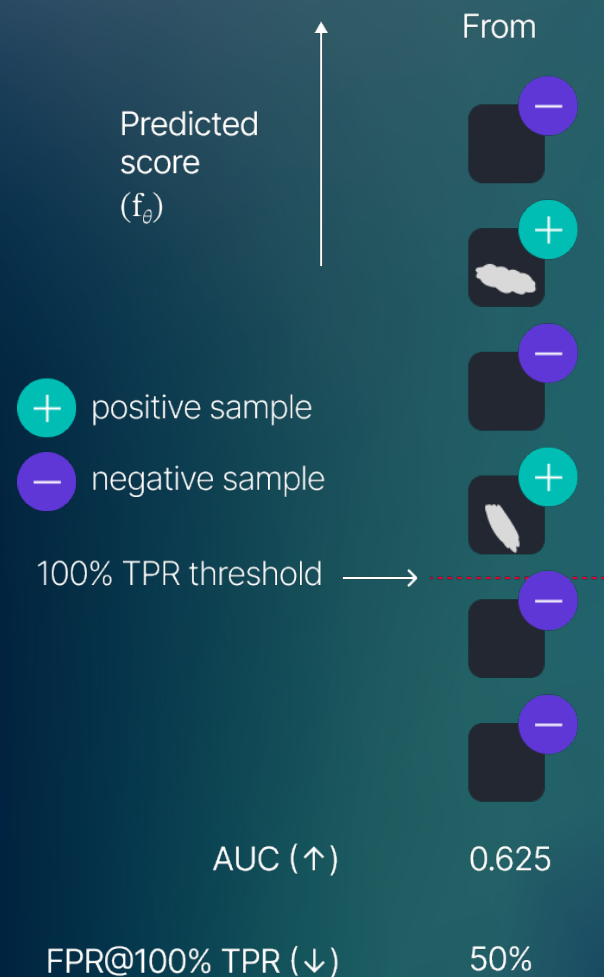 From
Predicted
score
(fθ)
−
+
−
+ positive sample
− negative sample
+
100% TPR threshold
−
−
AUC (↑) 0.625
FPR@100% TPR (↓) 50%